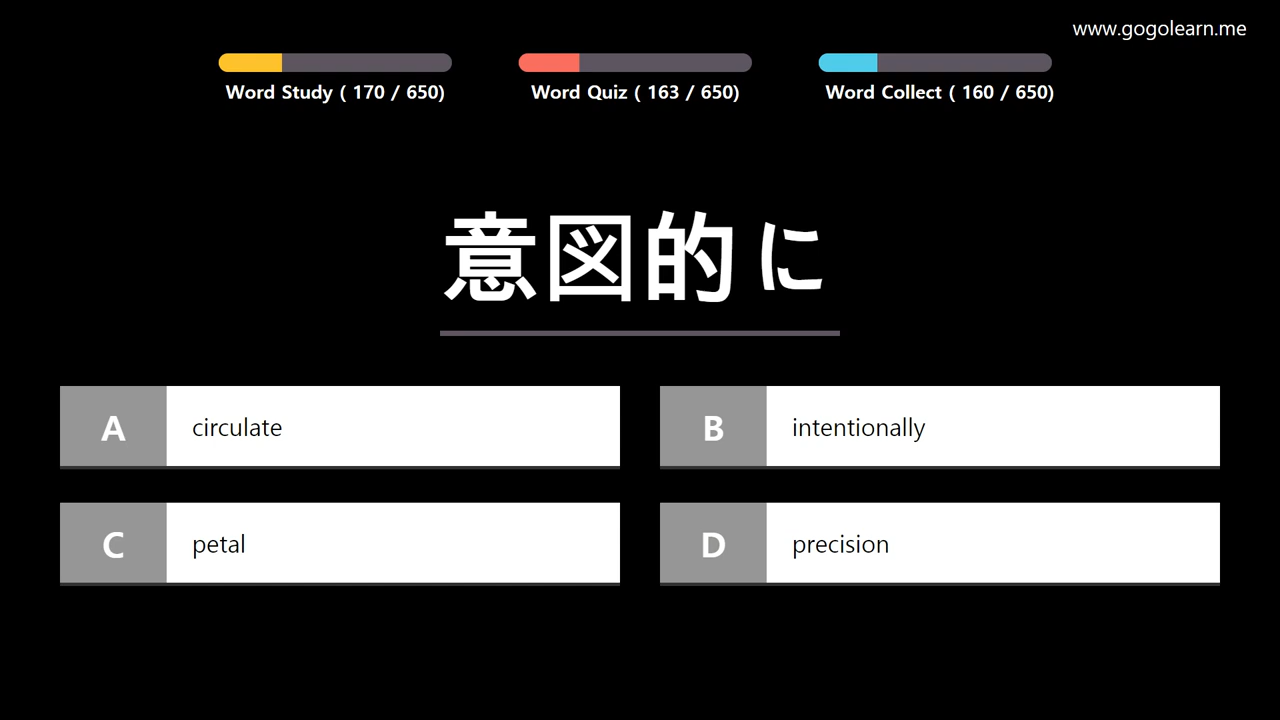 www.gogolearn.me
Word Study ( 170 / 650)
Word Quiz ( 163 / 650)
Word Collect ( 160 / 650)
意図的に
A circulate
B intentionally
C petal
D precision